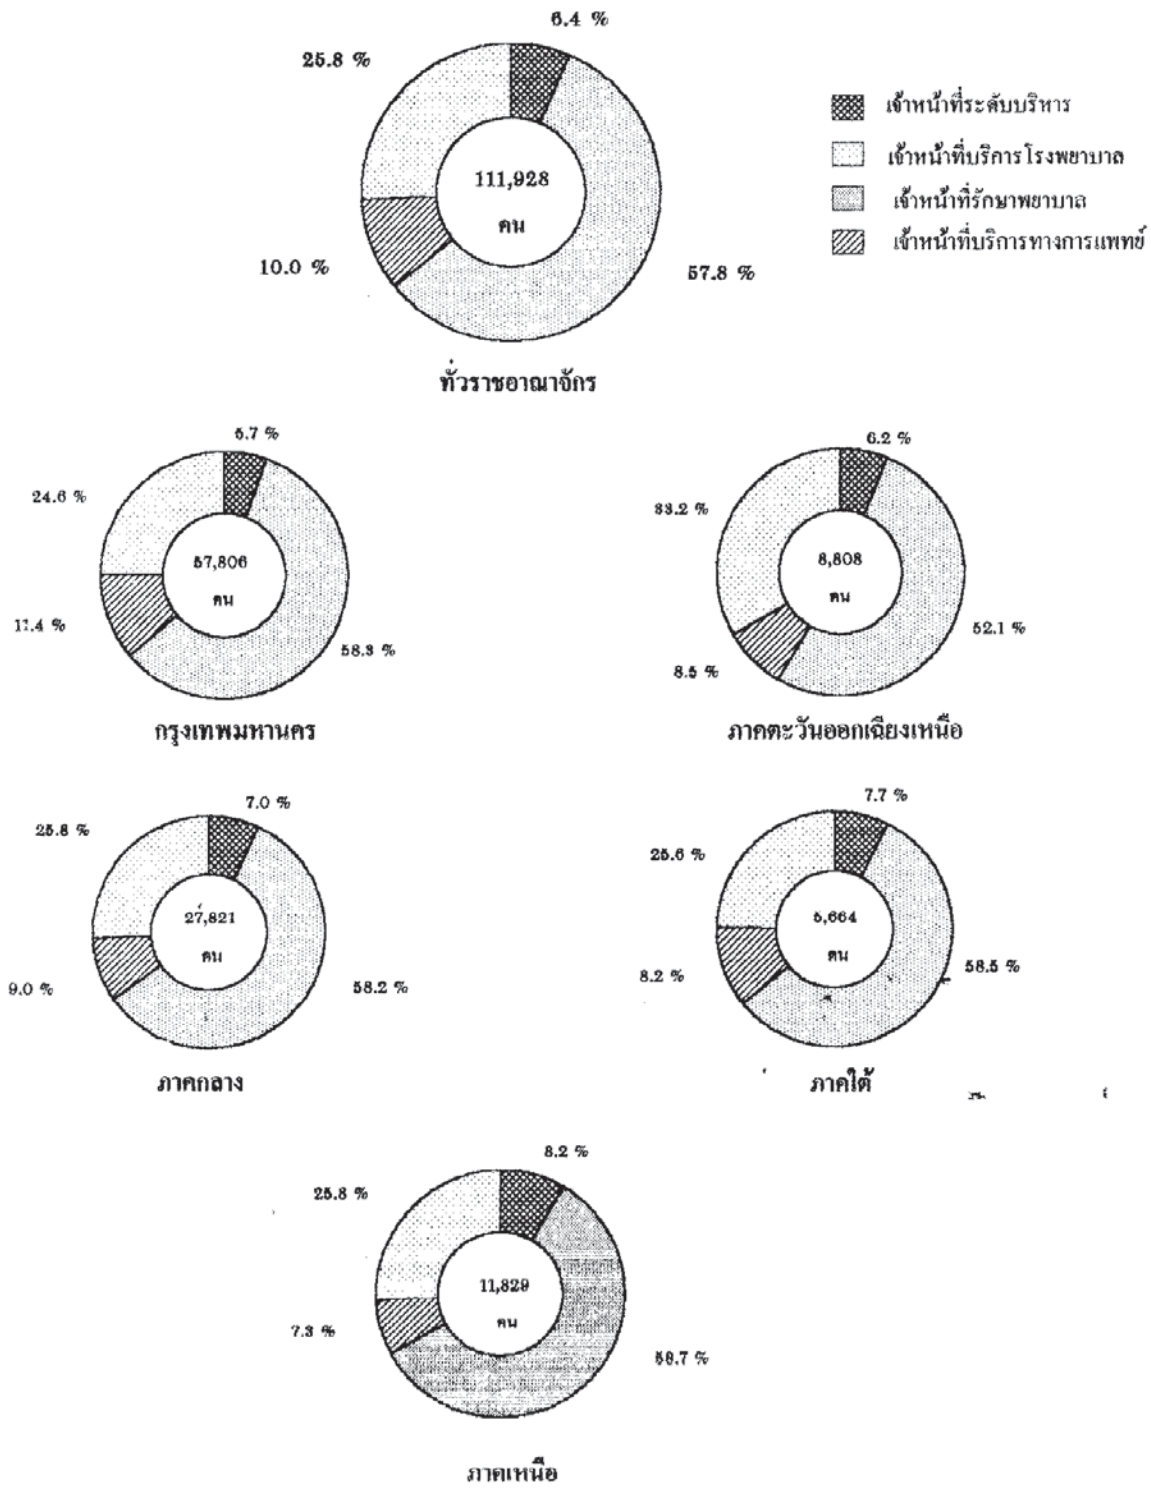 6.4 %
25.8 %
111,928
คน
10.0 %
57.8 %
ทั่วราชอาณาจักร
เจ้าหน้าที่ระดับบริหาร
เจ้าหน้าที่บริการโรงพยาบาล
เจ้าหน้าที่รักษาพยาบาล
เจ้าหน้าที่บริการทางการแพทย์
5.7 %
24.6 %
57,806
คน
11.4 %
58.3 %
กรุงเทพมหานคร
6.2 %
33.2 %
8,808
คน
8.5 %
52.1 %
ภาคตะวันออกเฉียงเหนือ
7.0 %
25.8 %
27,821
คน
9.0 %
58.2 %
ภาคกลาง
7.7 %
25.6 %
5,664
คน
8.2 %
58.5 %
ภาคใต้
8.2 %
25.8 %
11,829
คน
7.3 %
58.7 %
ภาคเหนือ